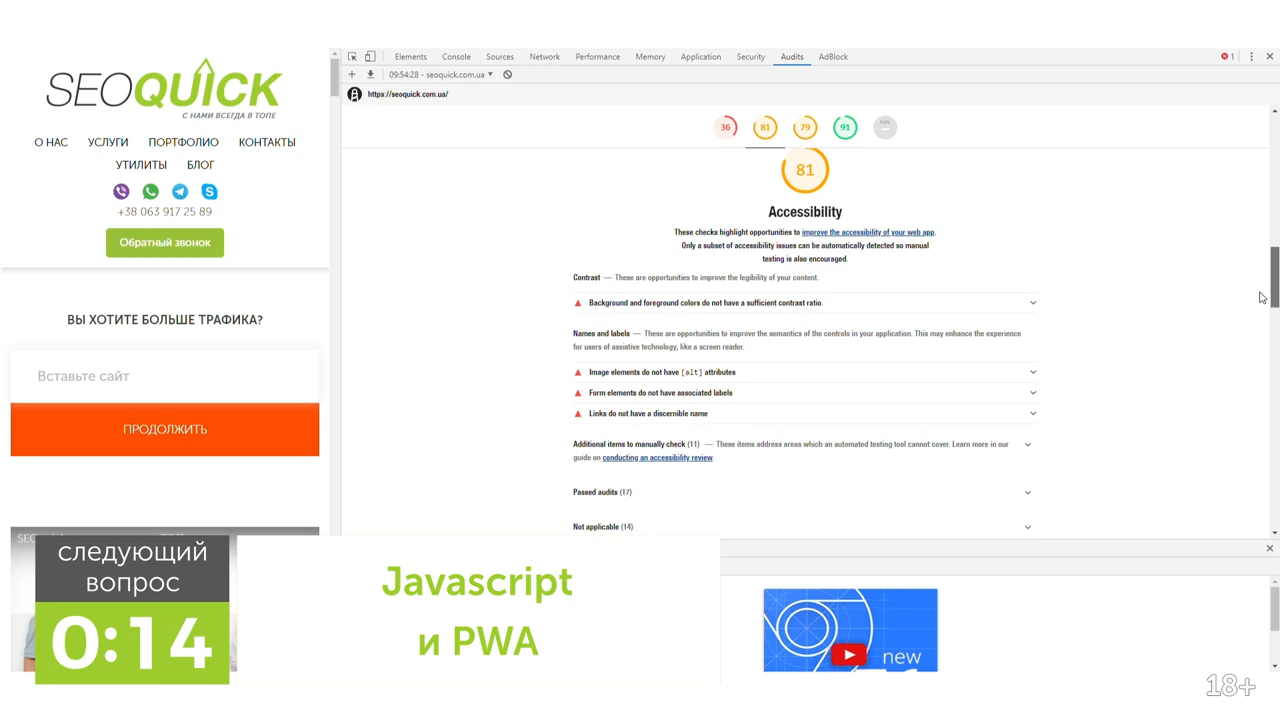 SEOQUICK
С НАМИ ВСЕГДА В ТОПЕ
О НАС УСЛУГИ ПОРТФОЛИО КОНТАКТЫ
УТИЛИТЫ БЛОГ
+38 063 917 25 89
Обратный звонок
ВЫ ХОТИТЕ БОЛЬШЕ ТРАФИКА?
Вставьте сайт
ПРОДОЛЖИТЬ
Elements Console Sources Network Performance Memory Application Security Audits AdBlock 1
09:54:28 - seoquick.com.ua
https://seoquick.com.ua/
36 81 79 91 PWA
81
Accessibility
These checks highlight opportunities to improve the accessibility of your web app.
Only a subset of accessibility issues can be automatically detected so manual
testing is also encouraged.
Contrast — These are opportunities to improve the legibility of your content.
Background and foreground colors do not have a sufficient contrast ratio.
Names and labels — These are opportunities to improve the semantics of the controls in your application. This may enhance the experience
for users of assistive technology, like a screen reader.
Image elements do not have [alt] attributes
Form elements do not have associated labels
Links do not have a discernible name
Additional items to manually check (11) — These items address areas which an automated testing tool cannot cover. Learn more in our
guide on conducting an accessibility review.
Passed audits (17)
Not applicable (14)
следующий
вопрос
0:14
Javascript
и PWA
new
18+